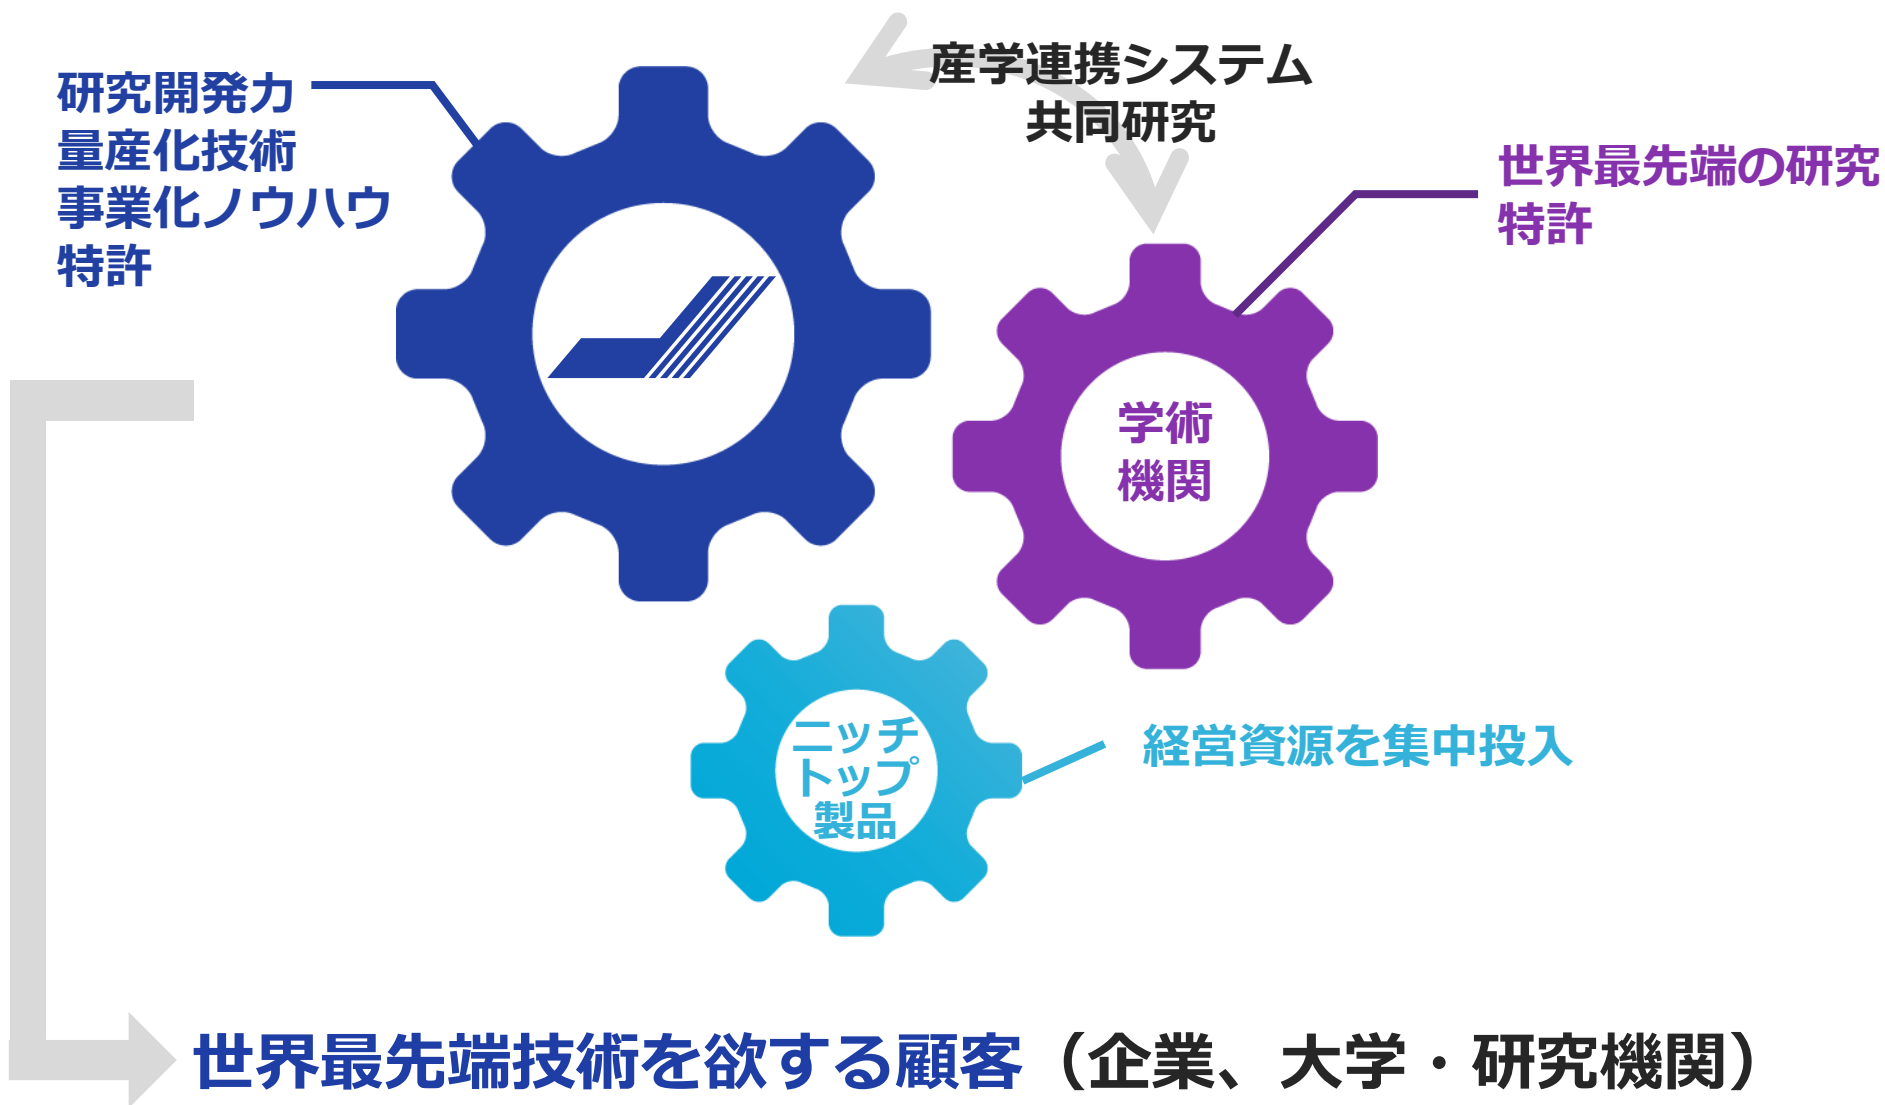 研究開発力
量産化技術
事業化ノウハウ
特許
産学連携システム
共同研究
世界最先端の研究
特許
学術
機関
ニッチ
トップ
製品
経営資源を集中投入
世界最先端技術を欲する顧客（企業、大学・研究機関）